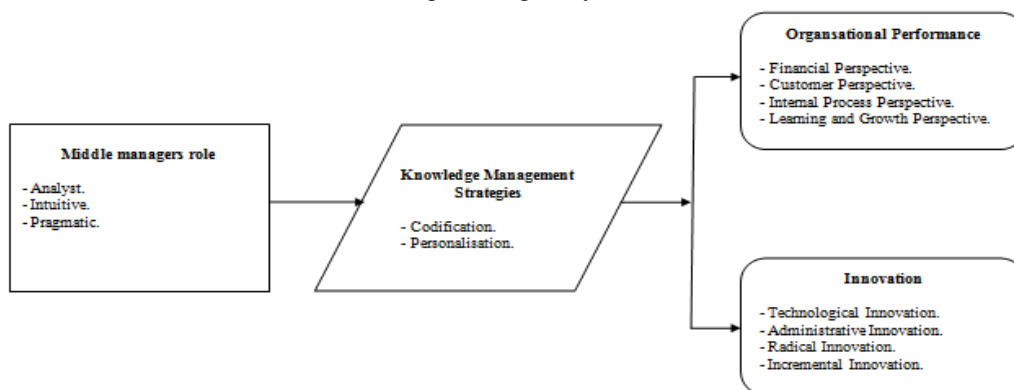 Organsational Performance
- Financial Perspective.
- Customer Perspective.
- Internal Process Perspective.
- Learning and Growth Perspective.
Middle managers role
- Analyst.
- Intuitive.
- Pragmatic.
Knowledge Management
Strategies
- Codification.
- Personalisation.
Innovation
- Technological Innovation.
- Administrative Innovation.
- Radical Innovation.
- Incremental Innovation.